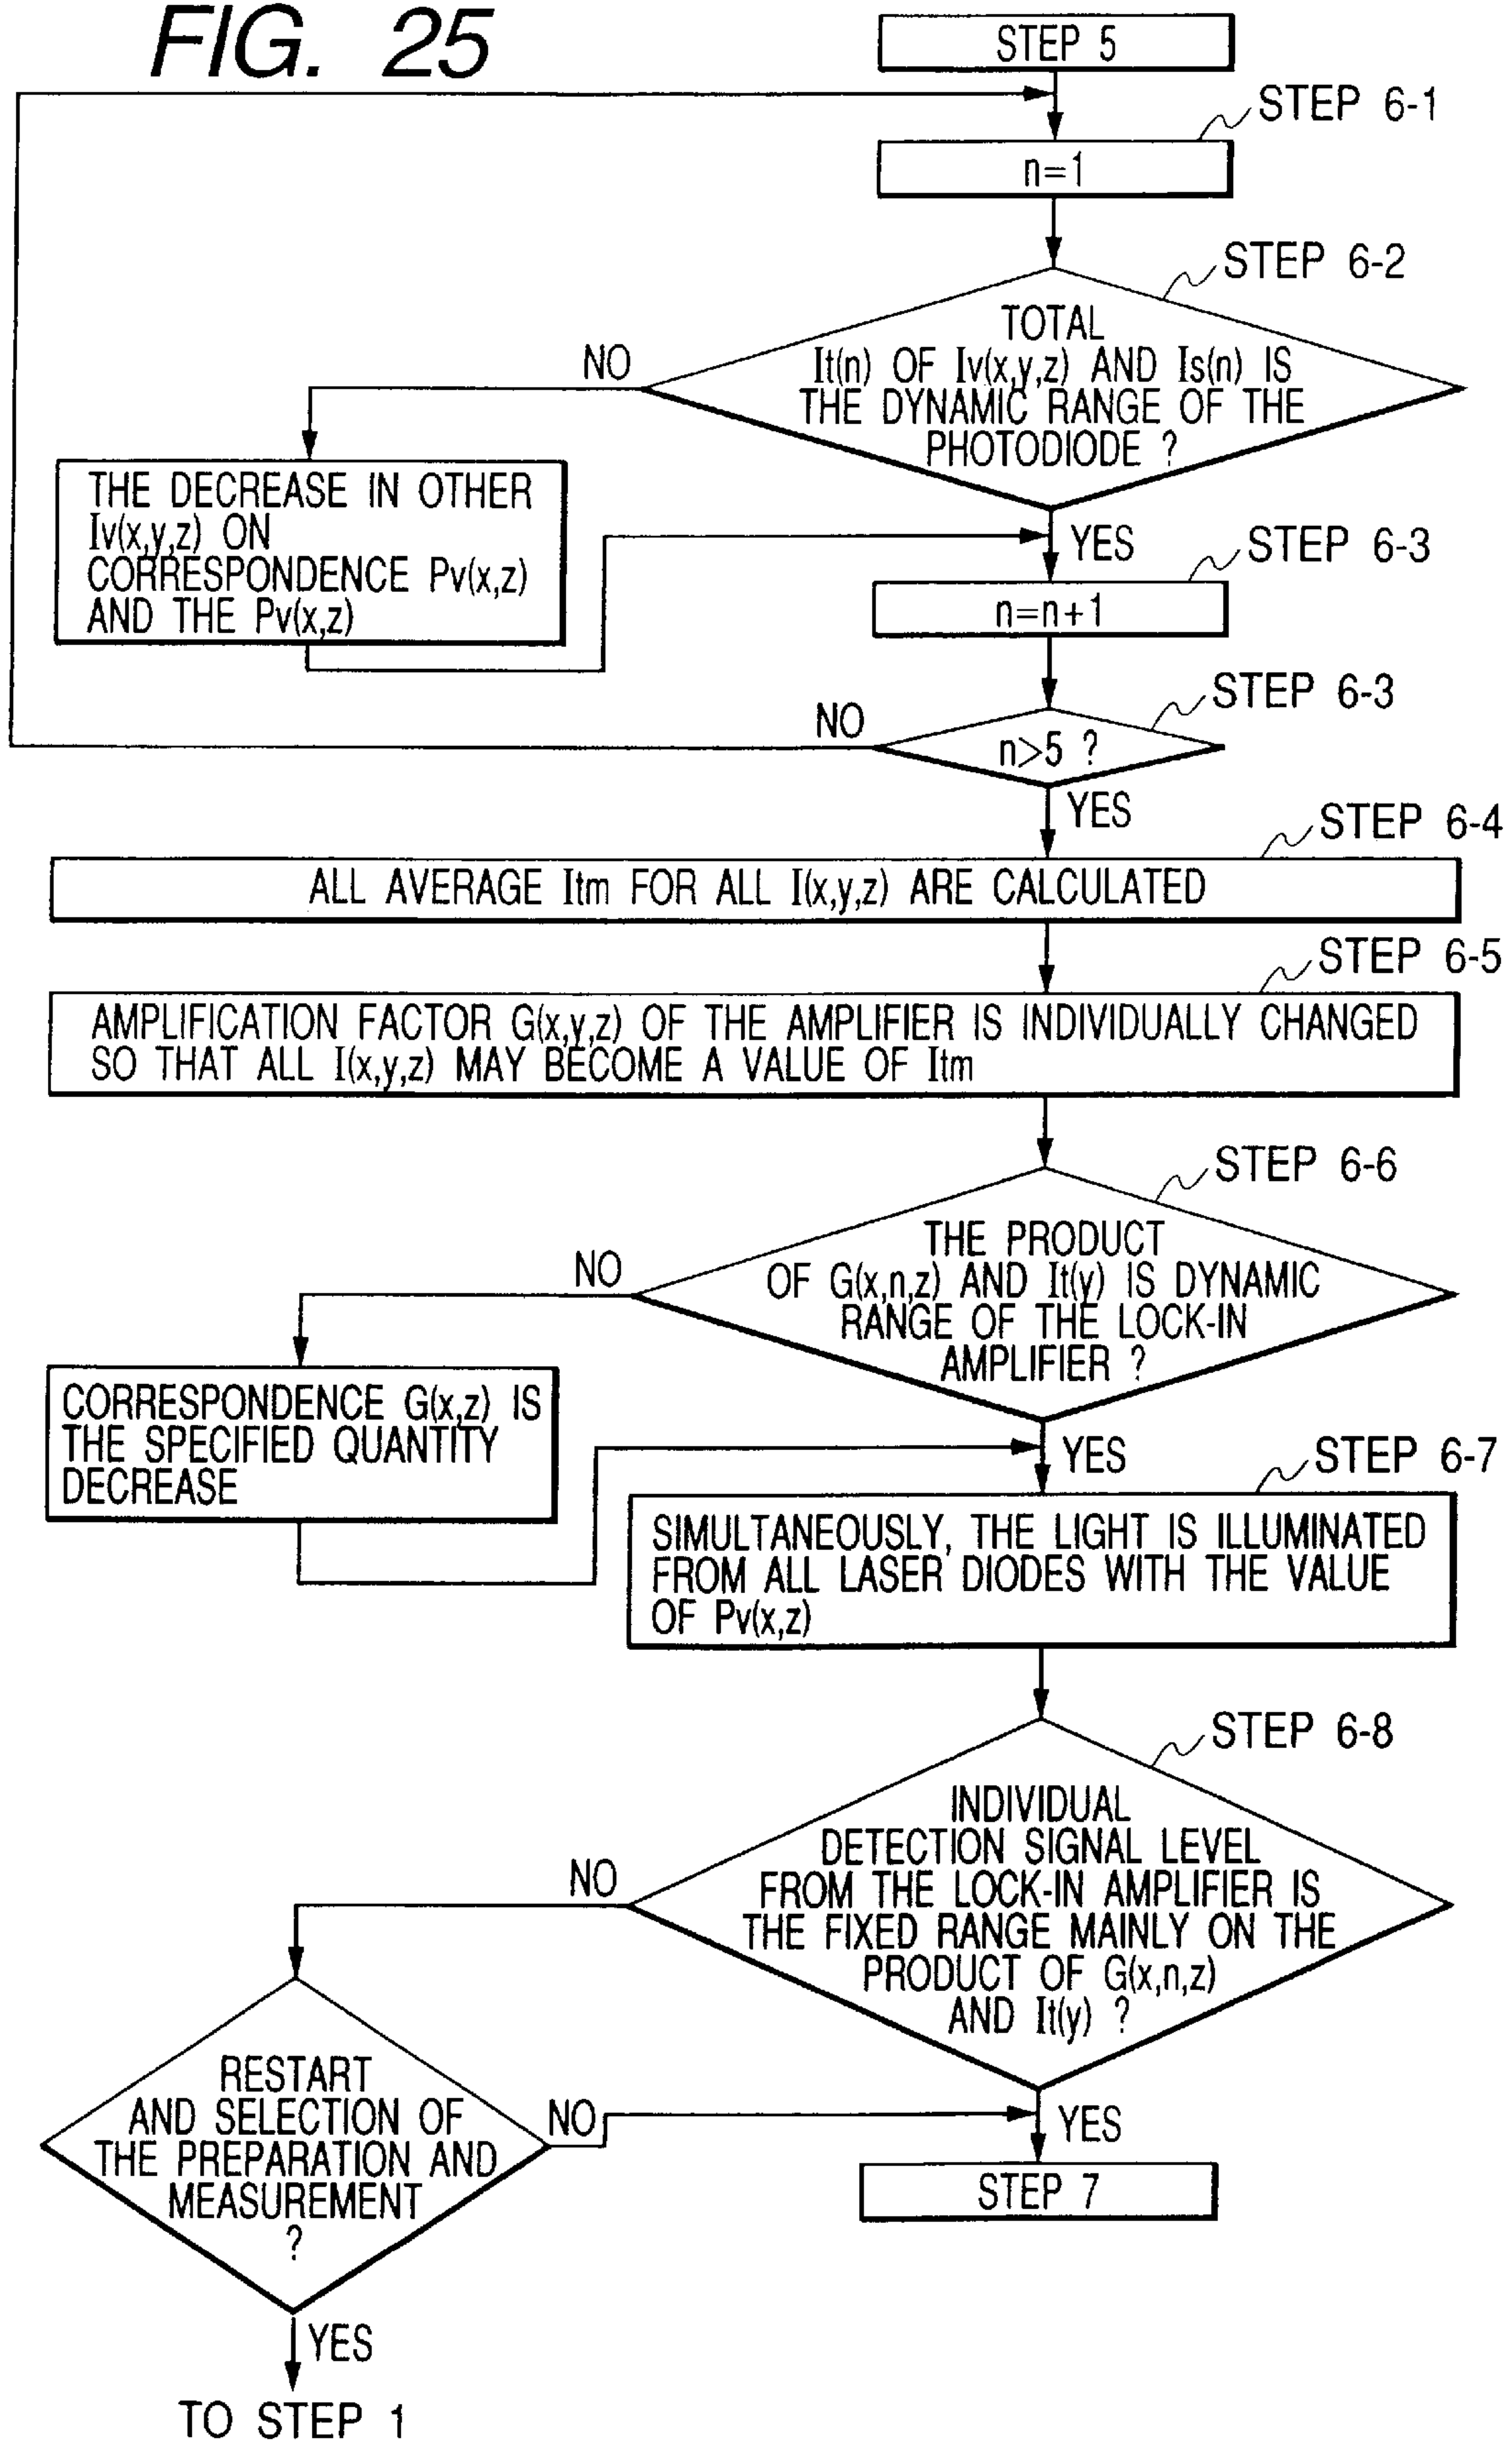 FIG. 25
STEP 5
STEP 6-1
n=1
STEP 6-2
TOTAL
It(n) OF Iv(x,y,z) AND Is(n) IS
THE DYNAMIC RANGE OF THE
PHOTODIODE ?
NO
THE DECREASE IN OTHER
Iv(x,y,z) ON
CORRESPONDENCE Pv(x,z)
AND THE Pv(x,z)
YES
STEP 6-3
n=n+1
STEP 6-3
NO
n>5 ?
YES
STEP 6-4
ALL AVERAGE Itm FOR ALL I(x,y,z) ARE CALCULATED
STEP 6-5
AMPLIFICATION FACTOR G(x,y,z) OF THE AMPLIFIER IS INDIVIDUALLY CHANGED
SO THAT ALL I(x,y,z) MAY BECOME A VALUE OF Itm
STEP 6-6
THE PRODUCT
OF G(x,n,z) AND It(y) IS DYNAMIC
RANGE OF THE LOCK-IN
AMPLIFIER ?
NO
CORRESPONDENCE G(x,z) IS
THE SPECIFIED QUANTITY
DECREASE
YES
STEP 6-7
SIMULTANEOUSLY, THE LIGHT IS ILLUMINATED
FROM ALL LASER DIODES WITH THE VALUE
OF Pv(x,z)
STEP 6-8
INDIVIDUAL
DETECTION SIGNAL LEVEL
FROM THE LOCK-IN AMPLIFIER IS
THE FIXED RANGE MAINLY ON THE
PRODUCT OF G(x,n,z)
AND It(y) ?
NO
RESTART
AND SELECTION OF
THE PREPARATION AND
MEASUREMENT
?
NO
YES
STEP 7
YES
TO STEP 1